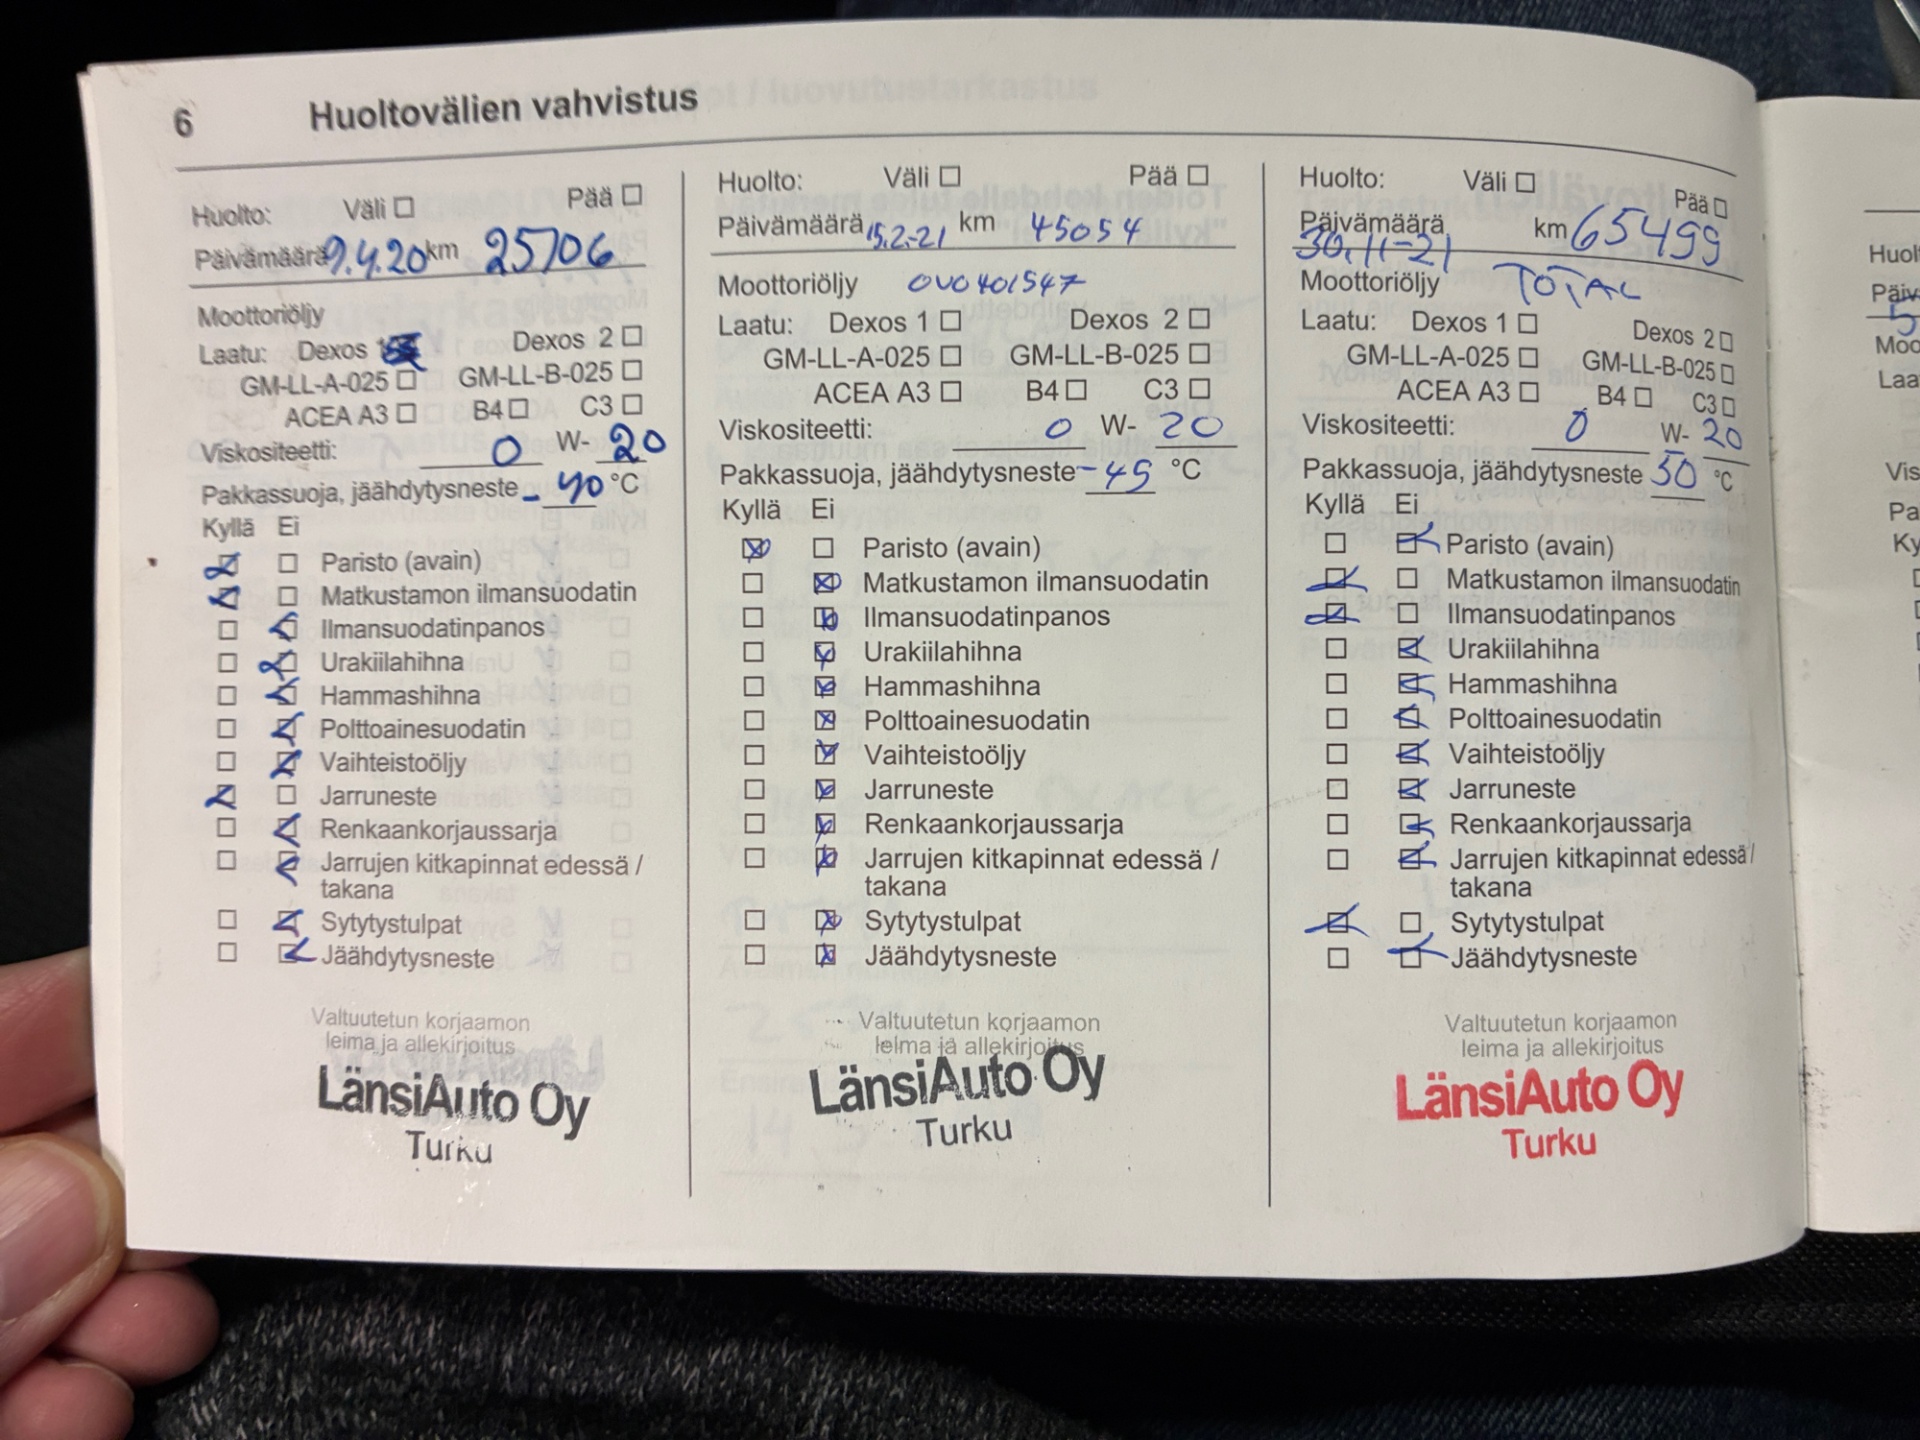 6 Huoltovälien vahvistus
Huolto: Väli ☐ Pää ☐
Päivämäärä 9.4.20 km 25706
Moottoriöljy
Laatu: Dexos 1 Dexos 2 ☐
GM-LL-A-025 ☐ GM-LL-B-025 ☐
ACEA A3 ☐ B4 ☐ C3 ☐
Viskositeetti: 0 W- 20
Pakkassuoja, jäähdytysneste - 40 °C
Kyllä Ei
☒ ☐ Paristo (avain)
☒ ☐ Matkustamon ilmansuodatin
☐ ☒ Ilmansuodatinpanos
☐ ☒ Urakiilahihna
☐ ☒ Hammashihna
☐ ☒ Polttoainesuodatin
☐ ☒ Vaihteistoöljy
☒ ☐ Jarruneste
☐ ☒ Renkaankorjaussarja
☐ ☒ Jarrujen kitkapinnat edessä /
takana
☐ ☒ Sytytystulpat
☐ ☒ Jäähdytysneste
Valtuutetun korjaamon
leima ja allekirjoitus
LänsiAuto Oy
Turku
Huolto: Väli ☐ Pää ☐
Päivämäärä 15.2.-21 km 45054
Moottoriöljy 0V0401547
Laatu: Dexos 1 ☐ Dexos 2 ☐
GM-LL-A-025 ☐ GM-LL-B-025 ☐
ACEA A3 ☐ B4 ☐ C3 ☐
Viskositeetti: 0 W- 20
Pakkassuoja, jäähdytysneste -45 °C
Kyllä Ei
☒ ☐ Paristo (avain)
☐ ☒ Matkustamon ilmansuodatin
☐ ☒ Ilmansuodatinpanos
☐ ☒ Urakiilahihna
☐ ☒ Hammashihna
☐ ☒ Polttoainesuodatin
☐ ☒ Vaihteistoöljy
☐ ☒ Jarruneste
☐ ☒ Renkaankorjaussarja
☐ ☒ Jarrujen kitkapinnat edessä /
takana
☐ ☒ Sytytystulpat
☐ ☒ Jäähdytysneste
Valtuutetun korjaamon
leima ja allekirjoitus
LänsiAuto Oy
Turku
Huolto: Väli ☐ Pää ☐
Päivämäärä km 65499
30.11-21
Moottoriöljy TOTAL
Laatu: Dexos 1 ☐ Dexos 2 ☐
GM-LL-A-025 ☐ GM-LL-B-025 ☐
ACEA A3 ☐ B4 ☐ C3 ☐
Viskositeetti: 0 W- 20
Pakkassuoja, jäähdytysneste 50 °C
Kyllä Ei
☐ ☒ Paristo (avain)
☒ ☐ Matkustamon ilmansuodatin
☒ ☐ Ilmansuodatinpanos
☐ ☒ Urakiilahihna
☐ ☒ Hammashihna
☐ ☒ Polttoainesuodatin
☐ ☒ Vaihteistoöljy
☐ ☒ Jarruneste
☐ ☒ Renkaankorjaussarja
☐ ☒ Jarrujen kitkapinnat edessä /
takana
☒ ☐ Sytytystulpat
☐ ☒ Jäähdytysneste
Valtuutetun korjaamon
leima ja allekirjoitus
LänsiAuto Oy
Turku
Huol
Päiv
5
Moo
Laa
Vis
Pa
Ky